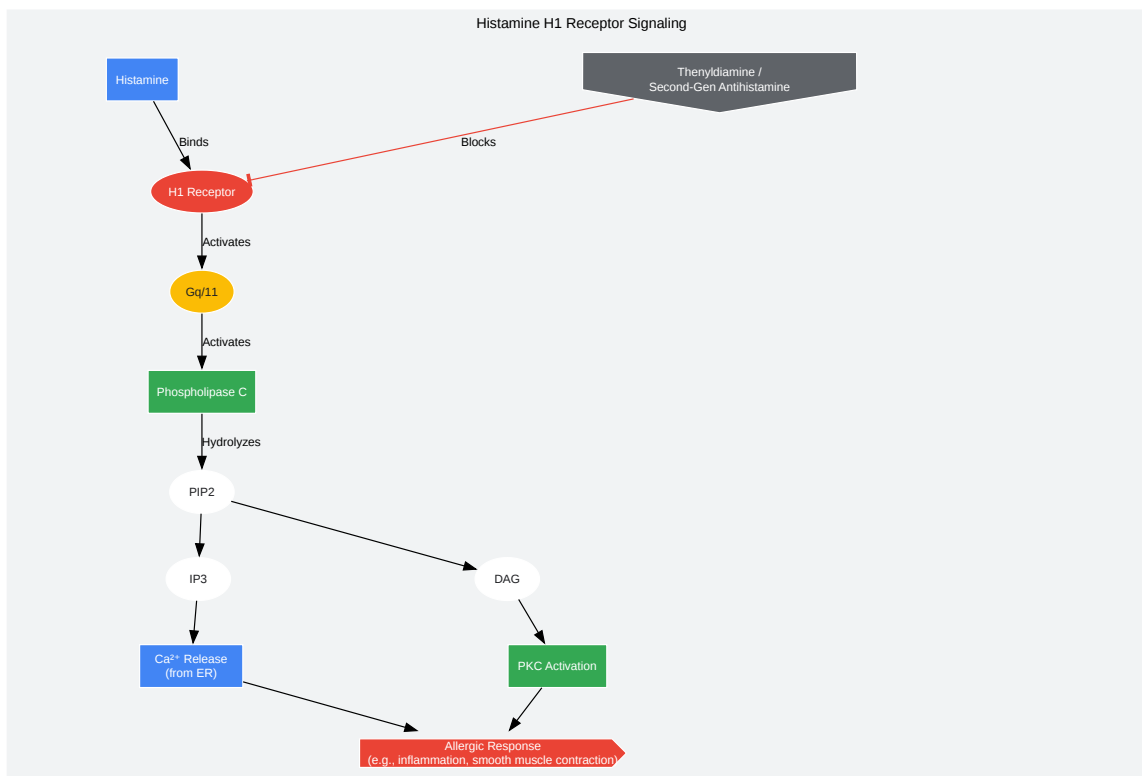 Histamine H1 Receptor Signaling
Histamine
Thenyldiamine /
Second-Gen Antihistamine
Binds
Blocks
H1 Receptor
Activates
Gq/11
Activates
Phospholipase C
Hydrolyzes
PIP2
IP3
DAG
Ca²⁺ Release
(from ER)
PKC Activation
Allergic Response
(e.g., inflammation, smooth muscle contraction)